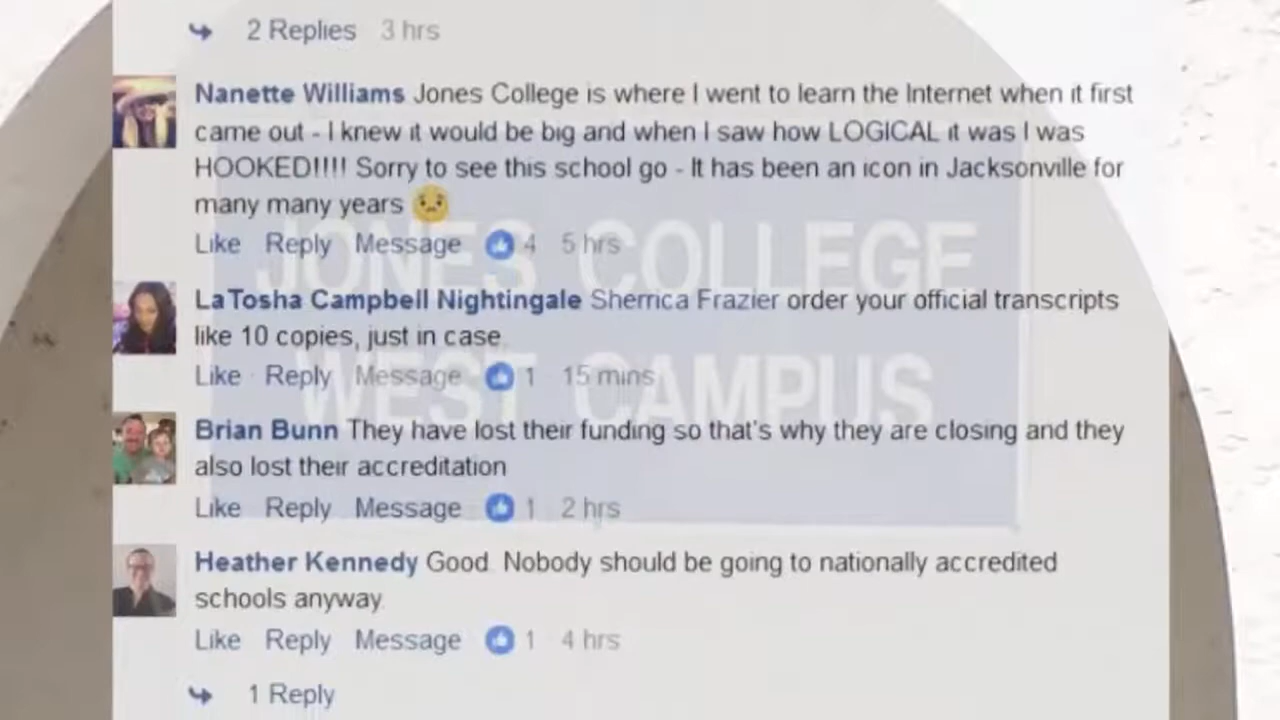 2 Replies 3 hrs
Nanette Williams Jones College is where I went to learn the Internet when it first
came out - I knew it would be big and when I saw how LOGICAL it was I was
HOOKED!!!! Sorry to see this school go - It has been an icon in Jacksonville for
many many years 😟
Like Reply Message 4 5 hrs
LaTosha Campbell Nightingale Sherrica Frazier order your official transcripts
like 10 copies, just in case.
Like · Reply Message 1 15 mins
Brian Bunn They have lost their funding so that's why they are closing and they
also lost their accreditation
Like Reply Message 1 2 hrs
Heather Kennedy Good. Nobody should be going to nationally accredited
schools anyway.
Like Reply Message 1 4 hrs
1 Reply
JONES COLLEGE
WEST CAMPUS